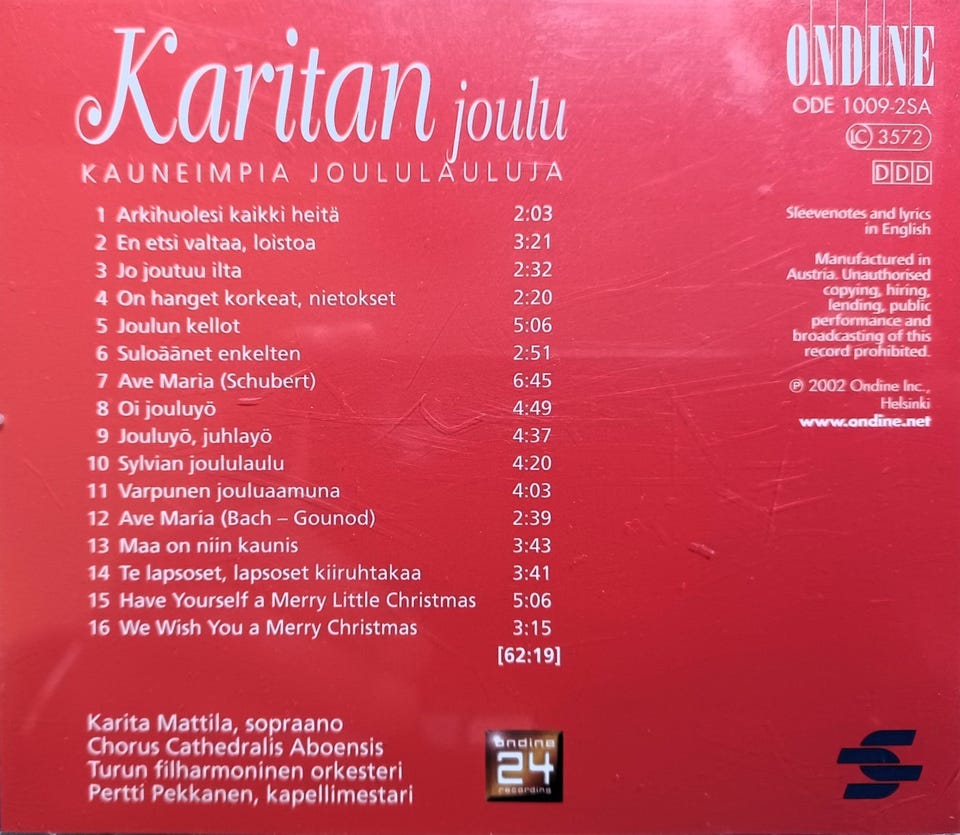 Karitan joulu
KAUNEIMPIA JOULULAULUJA
1 Arkihuolesi kaikki heitä 2:03
2 En etsi valtaa, loistoa 3:21
3 Jo joutuu ilta 2:32
4 On hanget korkeat, nietokset 2:20
5 Joulun kellot 5:06
6 Suloäänet enkelten 2:51
7 Ave Maria (Schubert) 6:45
8 Oi jouluyö 4:49
9 Jouluyö, juhlayö 4:37
10 Sylvian joululaulu 4:20
11 Varpunen jouluaamuna 4:03
12 Ave Maria (Bach – Gounod) 2:39
13 Maa on niin kaunis 3:43
14 Te lapsoset, lapsoset kiiruhtakaa 3:41
15 Have Yourself a Merry Little Christmas 5:06
16 We Wish You a Merry Christmas 3:15
[62:19]
Karita Mattila, sopraano
Chorus Cathedralis Aboensis
Turun filharmoninen orkesteri
Pertti Pekkanen, kapellimestari
ondine
24
recording
ONDINE
ODE 1009-2SA
LC 3572
DDD
Sleevenotes and lyrics
in English
Manufactured in
Austria. Unauthorised
copying, hiring,
lending, public
performance and
broadcasting of this
record prohibited.
℗ 2002 Ondine Inc.,
Helsinki
www.ondine.net